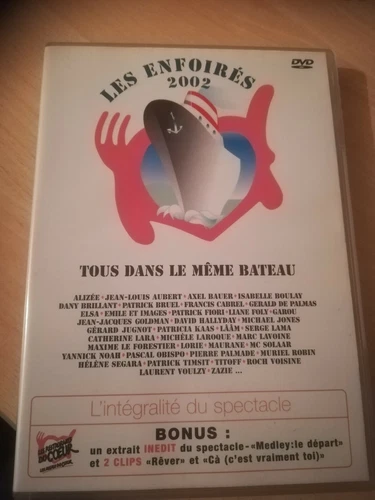 DVD
LES ENFOIRÉS
2002
TOUS DANS LE MÊME BATEAU
ALIZÉE / JEAN-LOUIS AUBERT / AXEL BAUER / ISABELLE BOULAY
DANY BRILLANT / PATRICK BRUEL / FRANCIS CABREL / GERALD DE PALMAS
ELSA / EMILE ET IMAGES / PATRICK FIORI / LIANE FOLY / GAROU
JEAN-JACQUES GOLDMAN / DAVID HALLYDAY / MICHAEL JONES
GÉRARD JUGNOT / PATRICIA KAAS / LÂÂM / SERGE LAMA
CATHERINE LARA / MICHÈLE LAROQUE / MARC LAVOINE
MAXIME LE FORESTIER / LORIE / MAURANE / MC SOLAAR
YANNICK NOAH / PASCAL OBISPO / PIERRE PALMADE / MURIEL ROBIN
HÉLÈNE SEGARA / PATRICK TIMSIT / TITOFF / ROCH VOISINE
LAURENT VOULZY / ZAZIE ...
L'intégralité du spectacle
LES RESTAURANTS
DU COEUR
BONUS :
un extrait INEDIT du spectacle-«Medley:le départ»
et 2 CLIPS -«Rêver» et «Cà (c'est vraiment toi)»